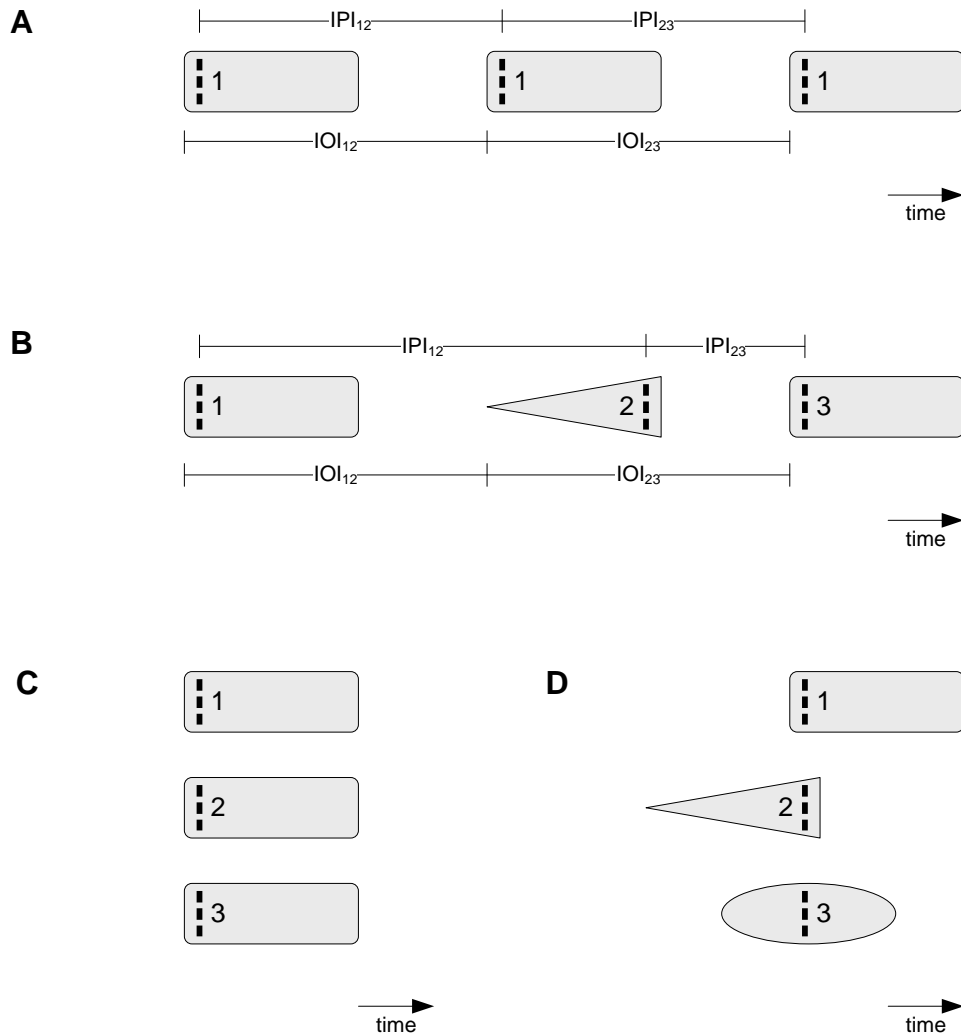 A
IPI₁₂ IPI₂₃
1 1 1
IOI₁₂ IOI₂₃
time
B
IPI₁₂ IPI₂₃
1 2 3
IOI₁₂ IOI₂₃
time
C
1
2
3
time
D
1
2
3
time